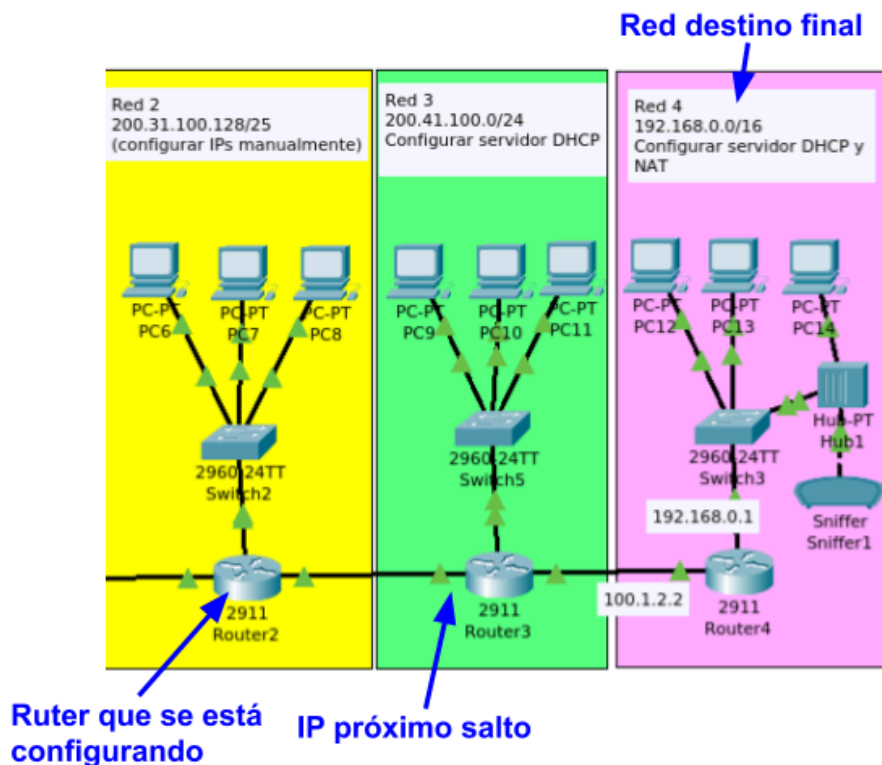 Red destino final
Red 2
200.31.100.128/25
(configurar IPs manualmente)
Red 3
200.41.100.0/24
Configurar servidor DHCP
Red 4
192.168.0.0/16
Configurar servidor DHCP y
NAT
PC-PT
PC6
PC-PT
PC7
PC-PT
PC8
PC-PT
PC9
PC-PT
PC10
PC-PT
PC11
PC-PT
PC12
PC-PT
PC13
PC-PT
PC14
2960-24TT
Switch2
2960-24TT
Switch5
2960-24TT
Switch3
Hub-PT
Hub1
192.168.0.1
Sniffer
Sniffer1
2911
Router2
2911
Router3
100.1.2.2
2911
Router4
Ruter que se está
configurando
IP próximo salto